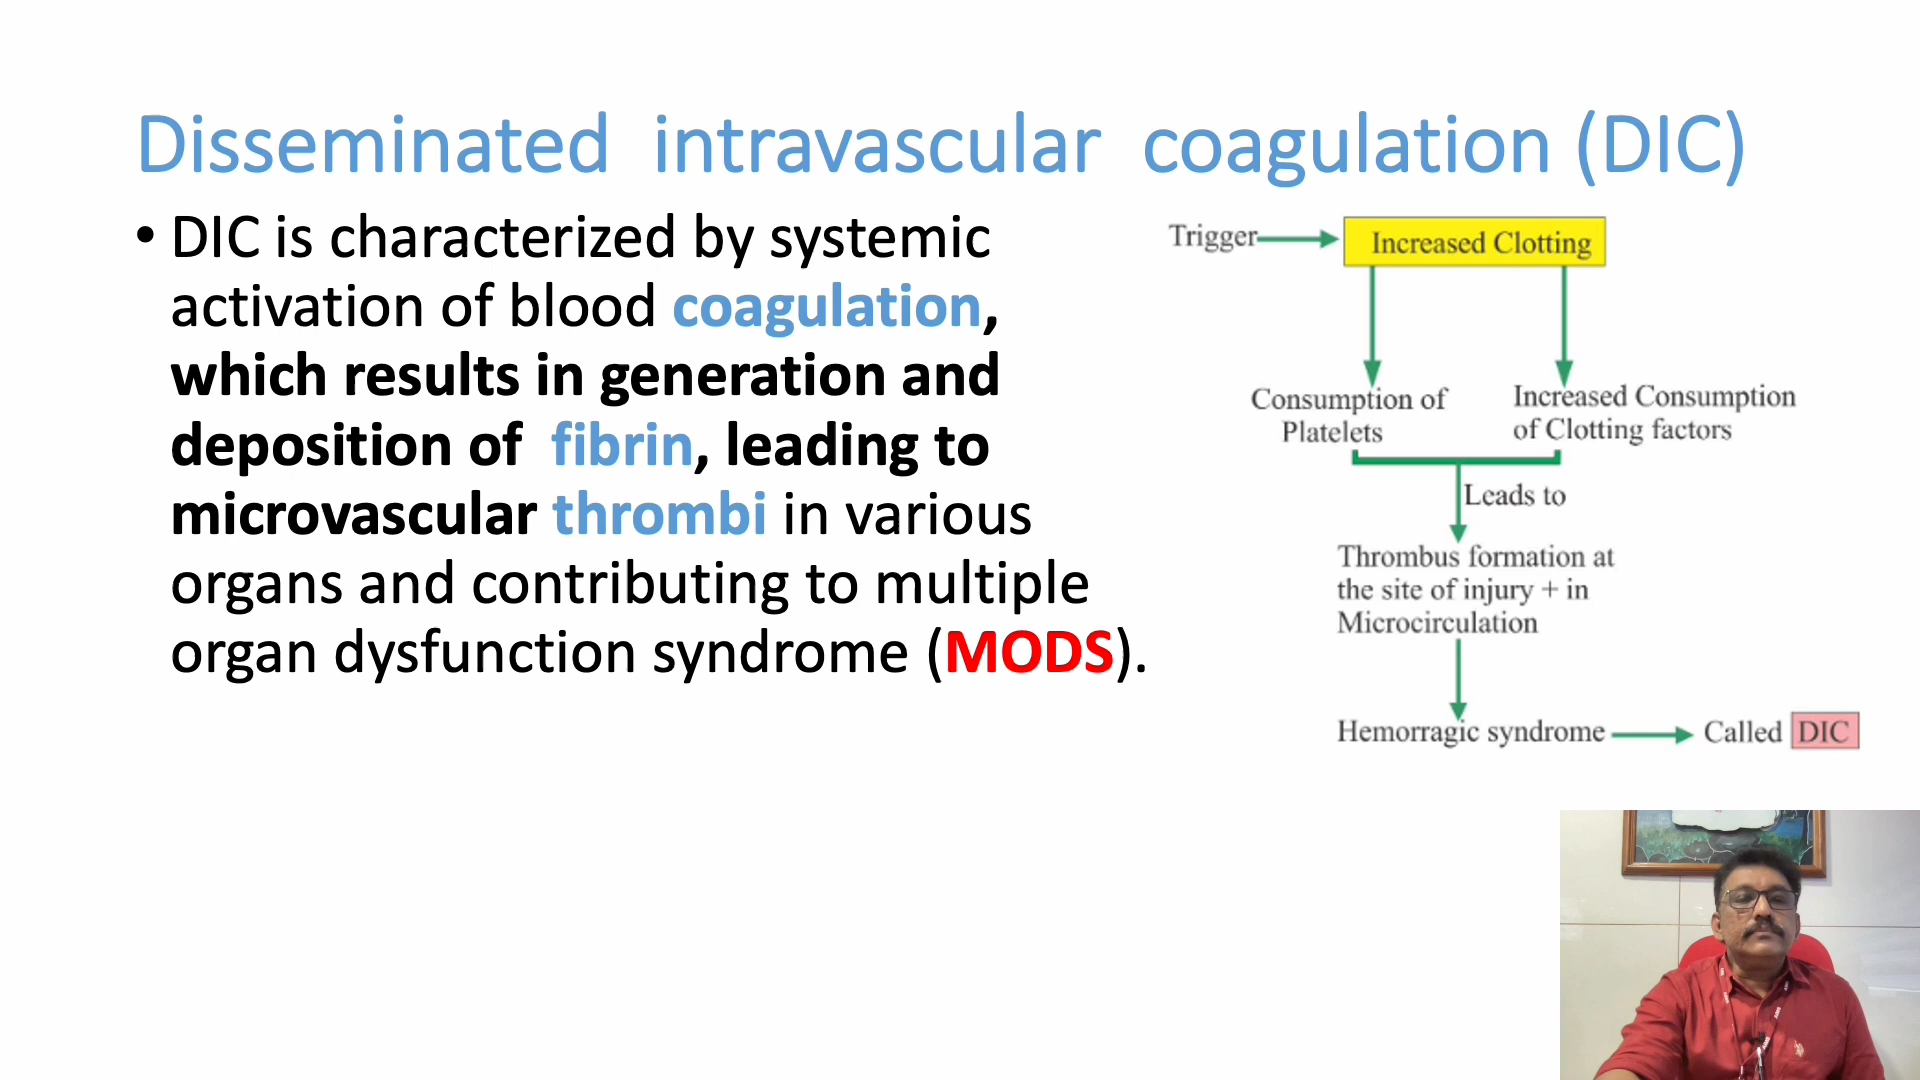 Disseminated intravascular coagulation (DIC)
• DIC is characterized by systemic
activation of blood coagulation,
which results in generation and
deposition of fibrin, leading to
microvascular thrombi in various
organs and contributing to multiple
organ dysfunction syndrome (MODS).
Trigger
Increased Clotting
Consumption of
Platelets
Increased Consumption
of Clotting factors
Leads to
Thrombus formation at
the site of injury + in
Microcirculation
Hemorragic syndrome
Called DIC